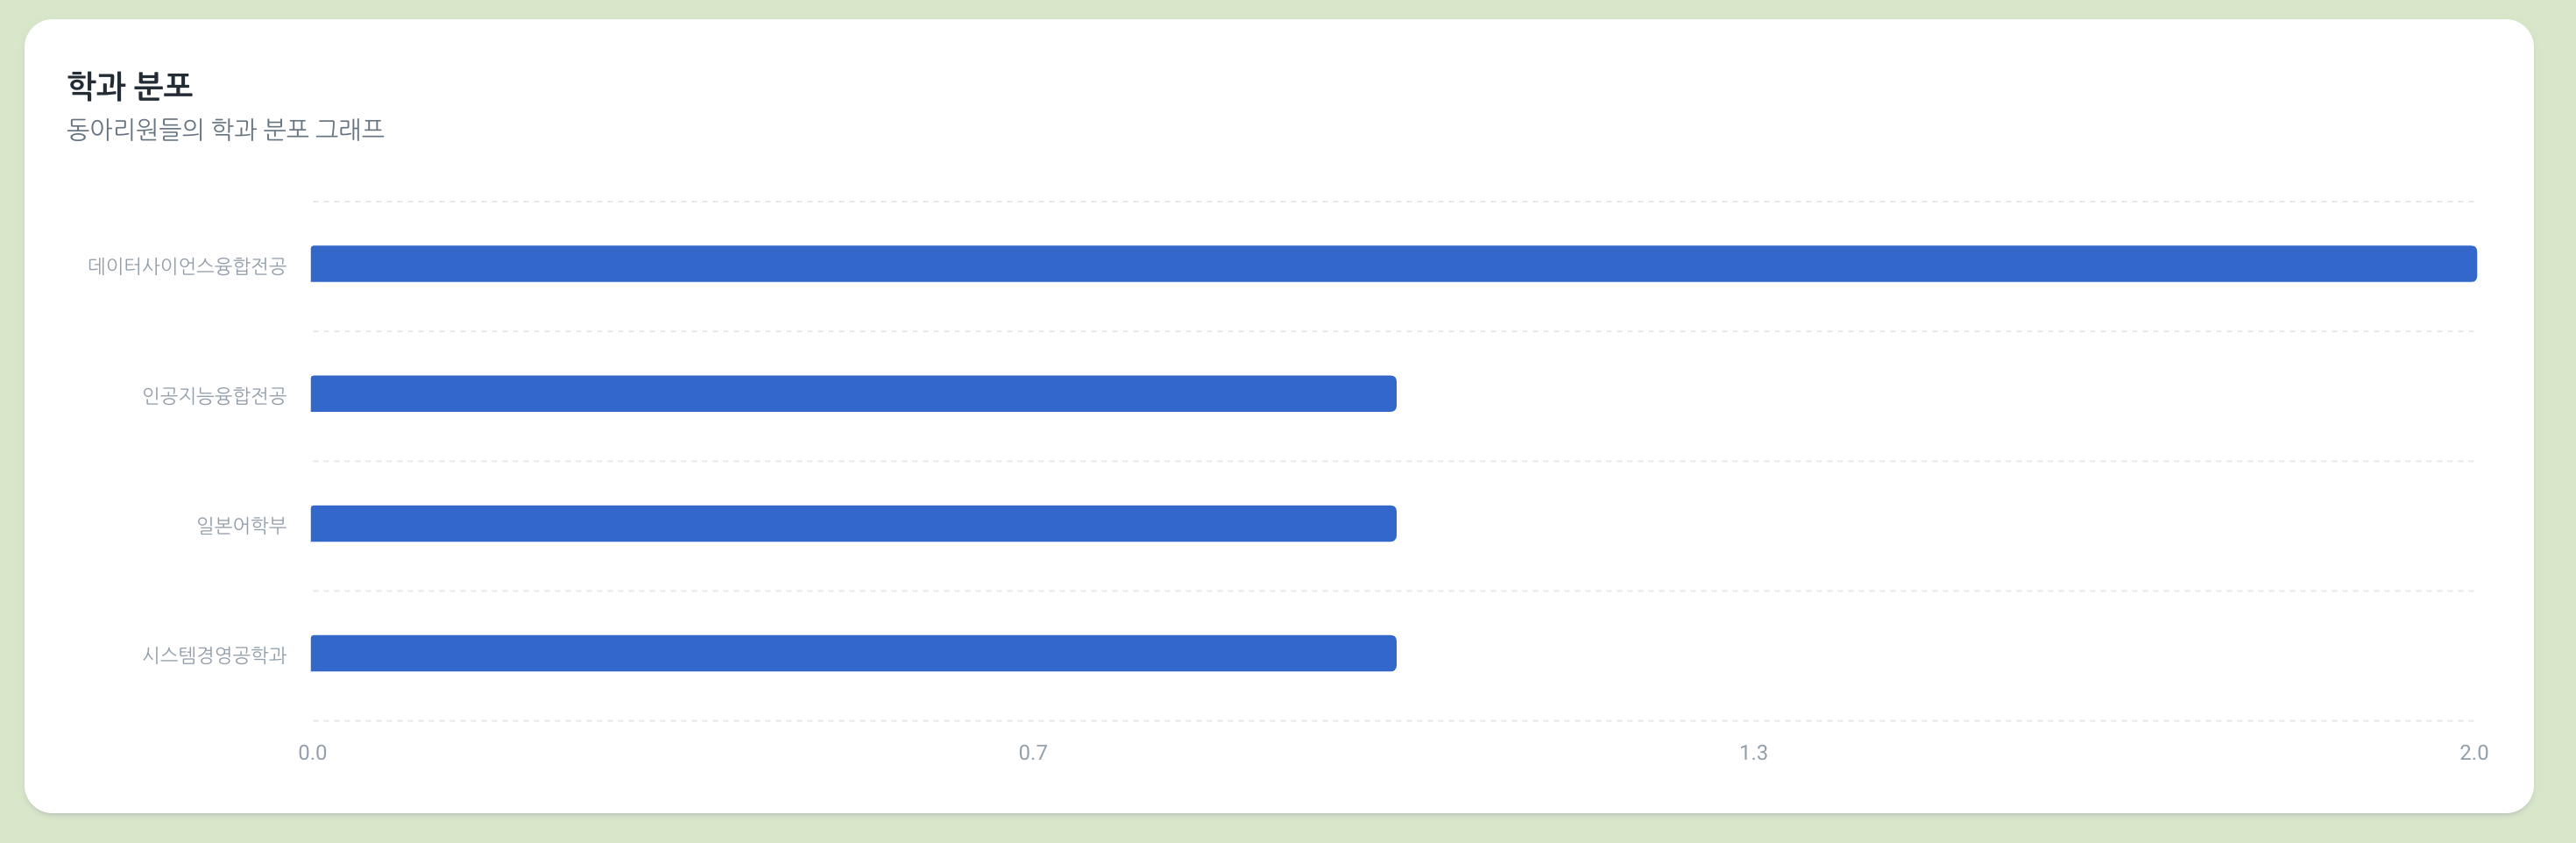 학과 분포
동아리원들의 학과 분포 그래프
데이터사이언스융합전공
인공지능융합전공
일본어학부
시스템경영공학과
0.0 0.7 1.3 2.0